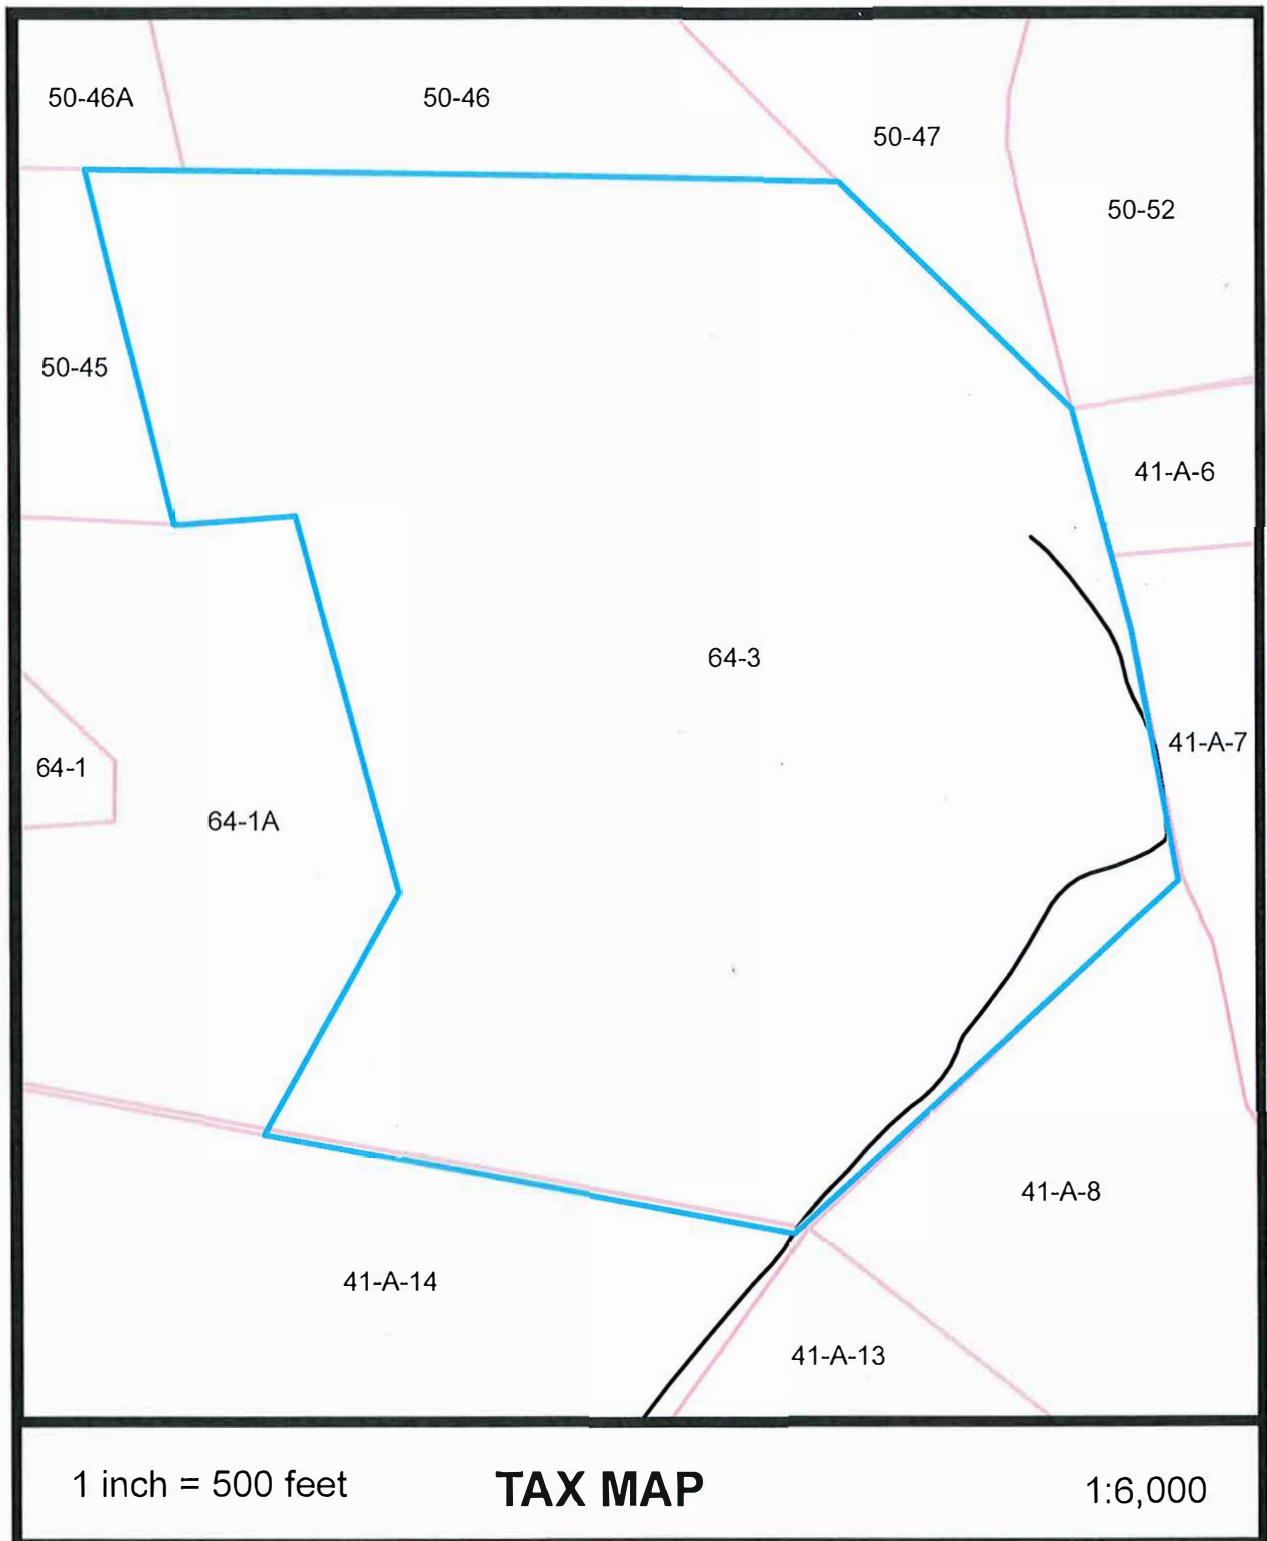 50-46A
50-46
50-47
50-52
50-45
41-A-6
64-3
41-A-7
64-1
64-1A
41-A-8
41-A-14
41-A-13
1 inch = 500 feet
TAX MAP
1:6,000